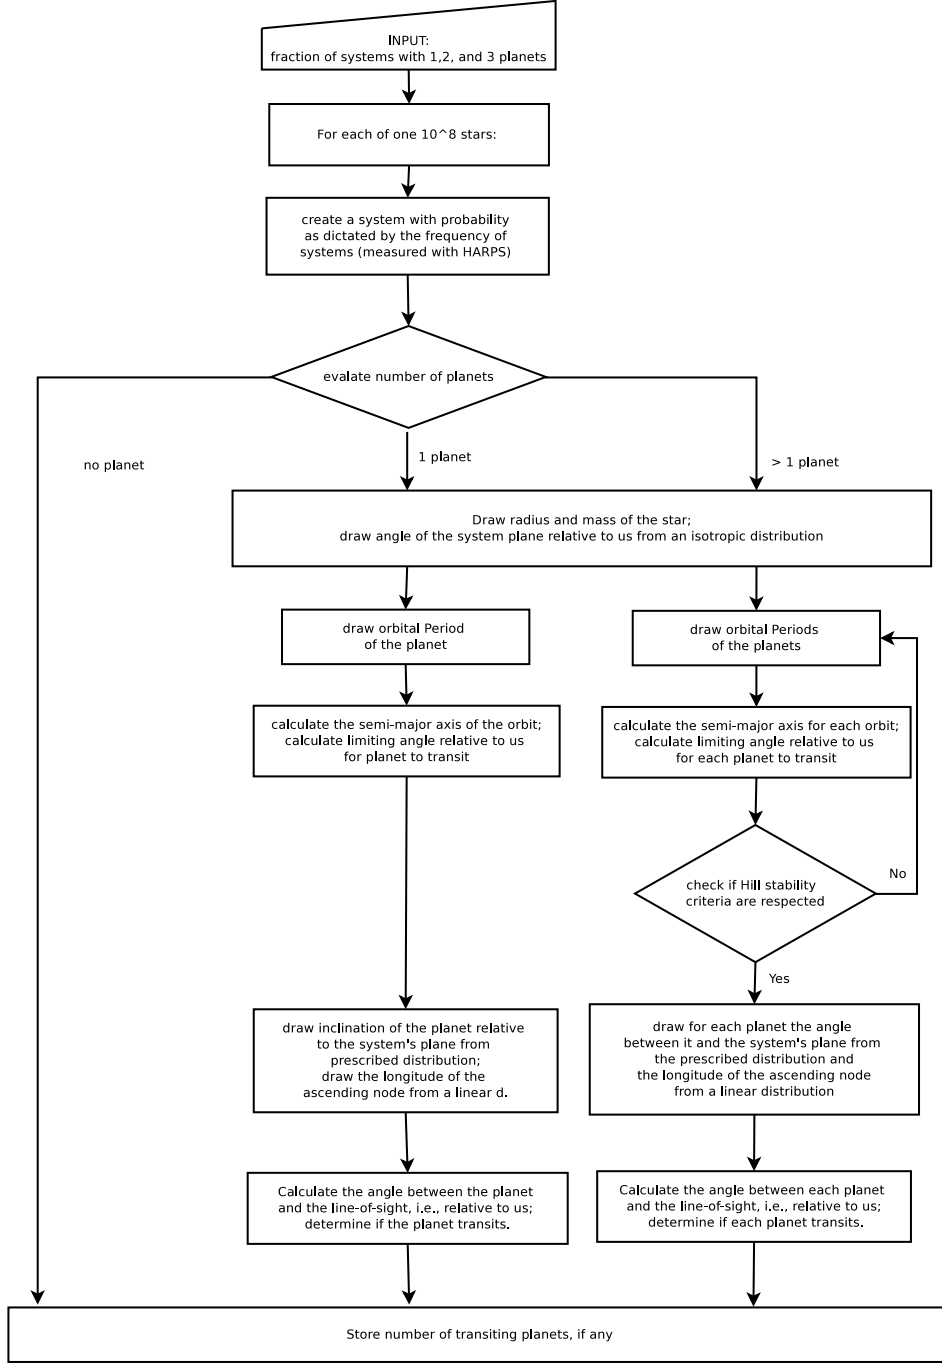 INPUT:
fraction of systems with 1,2, and 3 planets
For each of one 10^8 stars:
create a system with probability
as dictated by the frequency of
systems (measured with HARPS)
evalate number of planets
no planet
1 planet
> 1 planet
Draw radius and mass of the star;
draw angle of the system plane relative to us from an isotropic distribution
draw orbital Period
of the planet
draw orbital Periods
of the planets
calculate the semi-major axis of the orbit;
calculate limiting angle relative to us
for planet to transit
calculate the semi-major axis for each orbit;
calculate limiting angle relative to us
for each planet to transit
check if Hill stability
criteria are respected
No
Yes
draw inclination of the planet relative
to the system's plane from
prescribed distribution;
draw the longitude of the
ascending node from a linear d.
draw for each planet the angle
between it and the system's plane from
the prescribed distribution and
the longitude of the ascending node
from a linear distribution
Calculate the angle between the planet
and the line-of-sight, i.e., relative to us;
determine if the planet transits.
Calculate the angle between each planet
and the line-of-sight, i.e., relative to us;
determine if each planet transits.
Store number of transiting planets, if any